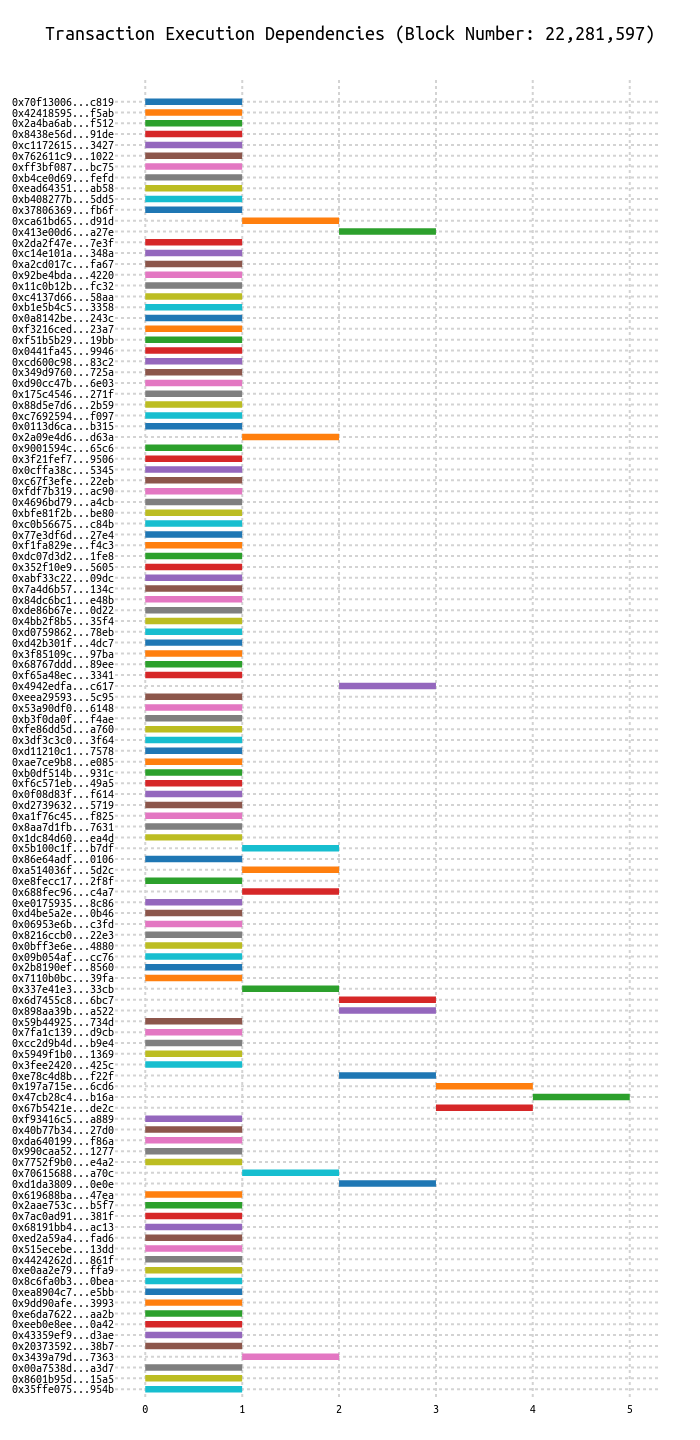 Transaction Execution Dependencies (Block Number: 22,281,597)
0x70f13006...c819
0x42418595...f5ab
0x2a4ba6ab...f512
0x8438e56d...91de
0xc1172615...3427
0x762611c9...1022
0xff3bf087...bc75
0xb4ce0d69...fefd
0xead64351...ab58
0xb408277b...5dd5
0x37806369...fb6f
0xca61bd65...d91d
0x413e00d6...a27e
0x2da2f47e...7e3f
0xc14e101a...348a
0xa2cd017c...fa67
0x92be4bda...4220
0x11c0b12b...fc32
0xc4137d66...58aa
0xb1e5b4c5...3358
0x0a8142be...243c
0xf3216ced...23a7
0xf51b5b29...19bb
0x0441fa45...9946
0xcd600c98...83c2
0x349d9760...725a
0xd90cc47b...6e03
0x175c4546...271f
0x88d5e7d6...2b59
0xc7692594...f097
0x0113d6ca...b315
0x2a09e4d6...d63a
0x9001594c...65c6
0x3f21fef7...9506
0x0cffa38c...5345
0xc67f3efe...22eb
0xfdf7b319...ac90
0x4696bd79...a4cb
0xbfe81f2b...be80
0xc0b56675...c84b
0x77e3df6d...27e4
0xf1fa829e...f4c3
0xdc07d3d2...1fe8
0x352f10e9...5605
0xabf33c22...09dc
0x7a4d6b57...134c
0x84dc6bc1...e48b
0xde86b67e...0d22
0x4bb2f8b5...35f4
0xd0759862...78eb
0xd42b301f...4dc7
0x3f85109c...97ba
0x68767ddd...89ee
0xf65a48ec...3341
0x4942edfa...c617
0xeea29593...5c95
0x53a90df0...6148
0xb3f0da0f...f4ae
0xfe86dd5d...a760
0x3df3c3c0...3f64
0xd11210c1...7578
0xae7ce9b8...e085
0xb0df514b...931c
0xf6c571eb...49a5
0x0f08d83f...f614
0xd2739632...5719
0xa1f76c45...f825
0x8aa7d1fb...7631
0x1dc84d60...ea4d
0x5b100c1f...b7df
0x86e64adf...0106
0xa514036f...5d2c
0xe8fecc17...2f8f
0x688fec96...c4a7
0xe0175935...8c86
0xd4be5a2e...0b46
0x06953e6b...c3fd
0x8216ccb0...22e3
0x0bff3e6e...4880
0x09b054af...cc76
0x2b8190ef...8560
0x7110b0bc...39fa
0x337e41e3...33cb
0x6d7455c8...6bc7
0x898aa39b...a522
0x59b44925...734d
0x7fa1c139...d9cb
0xcc2d9b4d...b9e4
0x5949f1b0...1369
0x3fee2420...425c
0xe78c4d8b...f22f
0x197a715e...6cd6
0x47cb28c4...b16a
0x67b5421e...de2c
0xf93416c5...a889
0x40b77b34...27d0
0xda640199...f86a
0x990caa52...1277
0x7752f9b0...e4a2
0x70615688...a70c
0xd1da3809...0e0e
0x619688ba...47ea
0x2aae753c...b5f7
0x7ac0ad91...381f
0x68191bb4...ac13
0xed2a59a4...fad6
0x515ecebe...13dd
0x4424262d...861f
0xe0aa2e79...ffa9
0x8c6fa0b3...0bea
0xea8904c7...e5bb
0x9dd90afe...3993
0xe6da7622...aa2b
0xeeb0e8ee...0a42
0x43359ef9...d3ae
0x20373592...38b7
0x3439a79d...7363
0x00a7538d...a3d7
0x8601b95d...15a5
0x35ffe075...954b
0 1 2 3 4 5